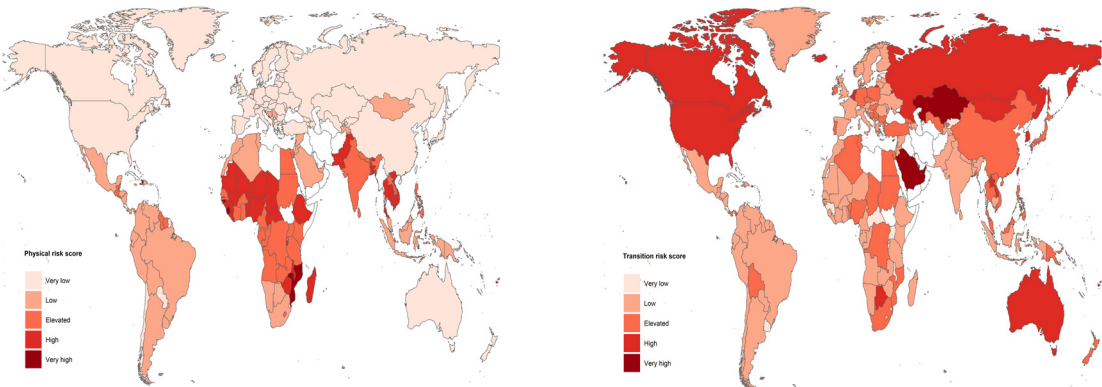 Physical risk score
Very low
Low
Elevated
High
Very high
Transition risk score
Very low
Low
Elevated
High
Very high